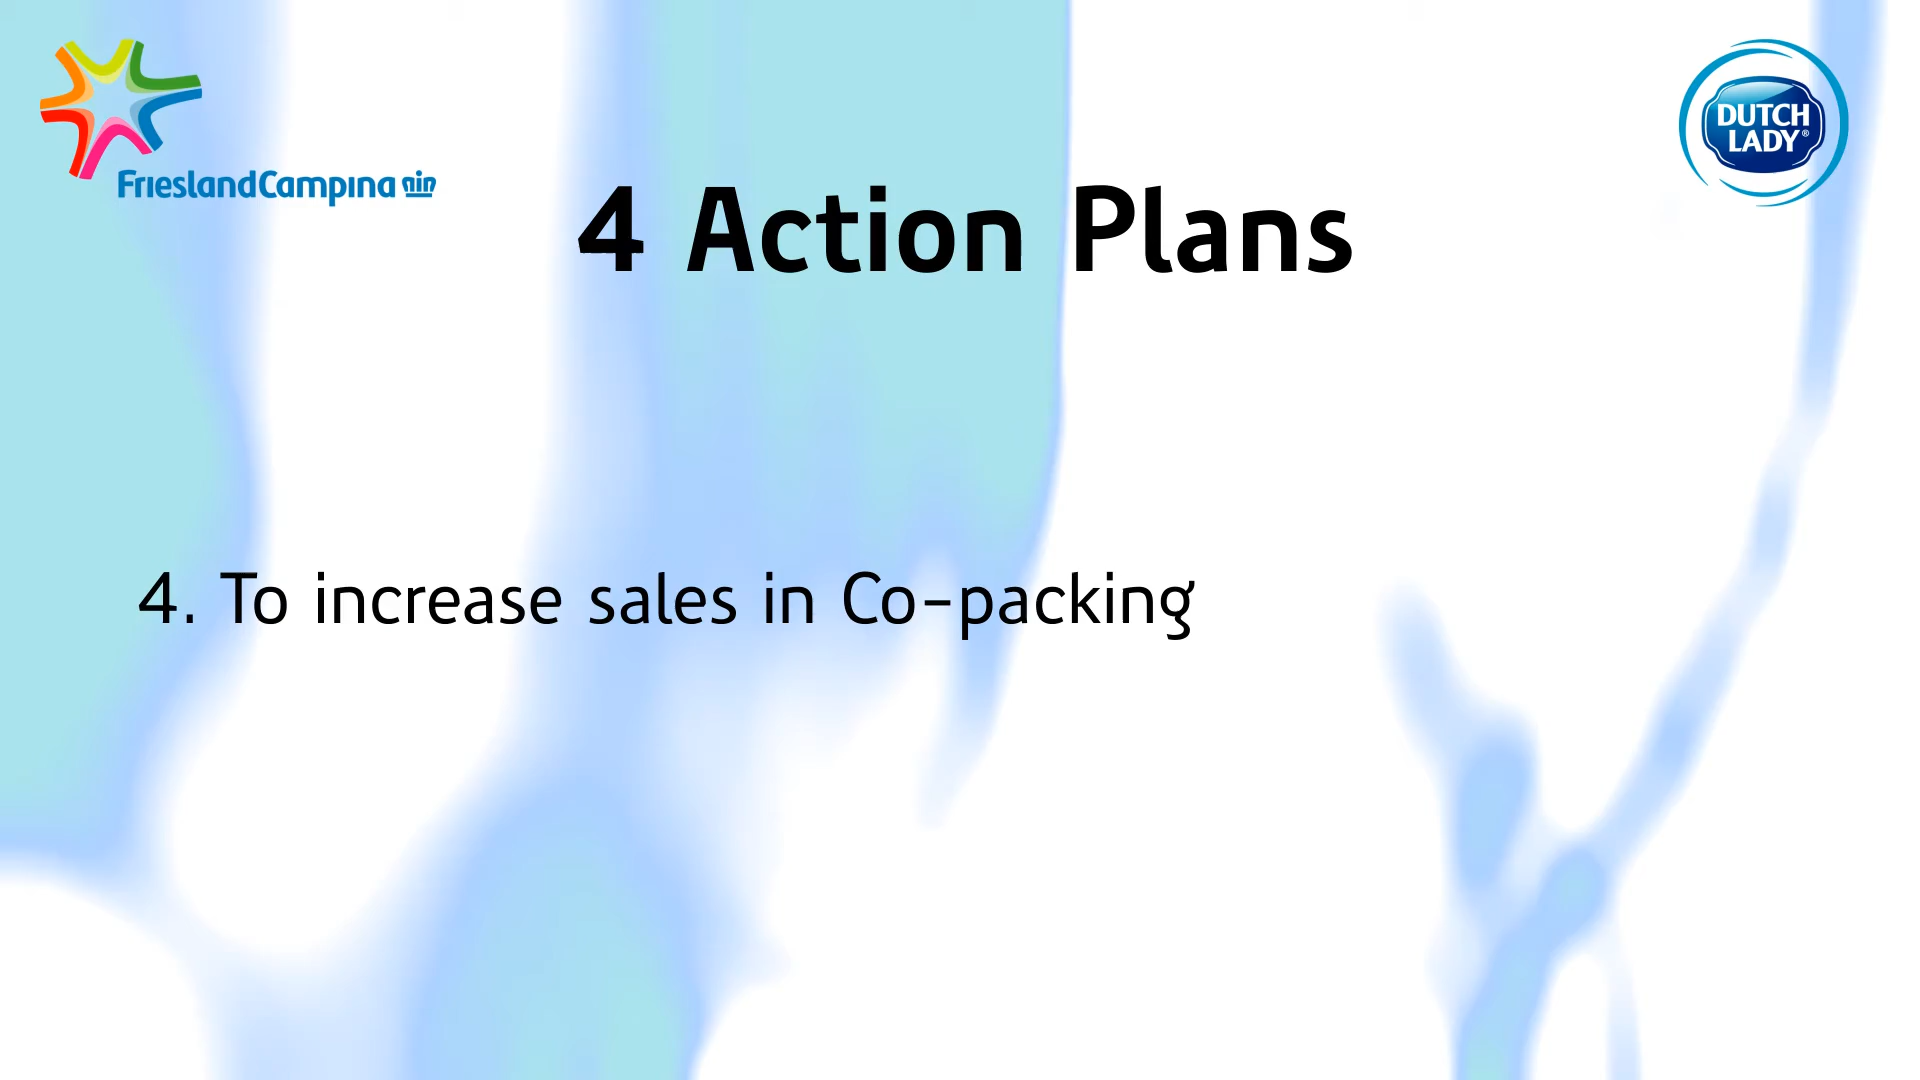 FrieslandCampina
DUTCH
LADY®
4 Action Plans
4. To increase sales in Co-packing